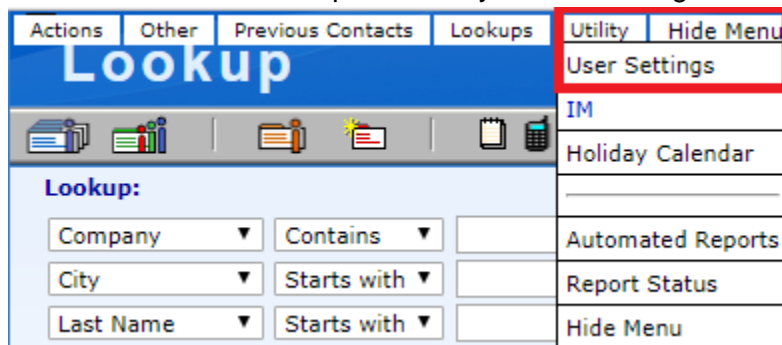 Actions Other Previous Contacts Lookups Utility Hide Menu
Lookup
User Settings
IM
Holiday Calendar
Lookup:
Company Contains
Automated Reports
City Starts with
Report Status
Last Name Starts with
Hide Menu